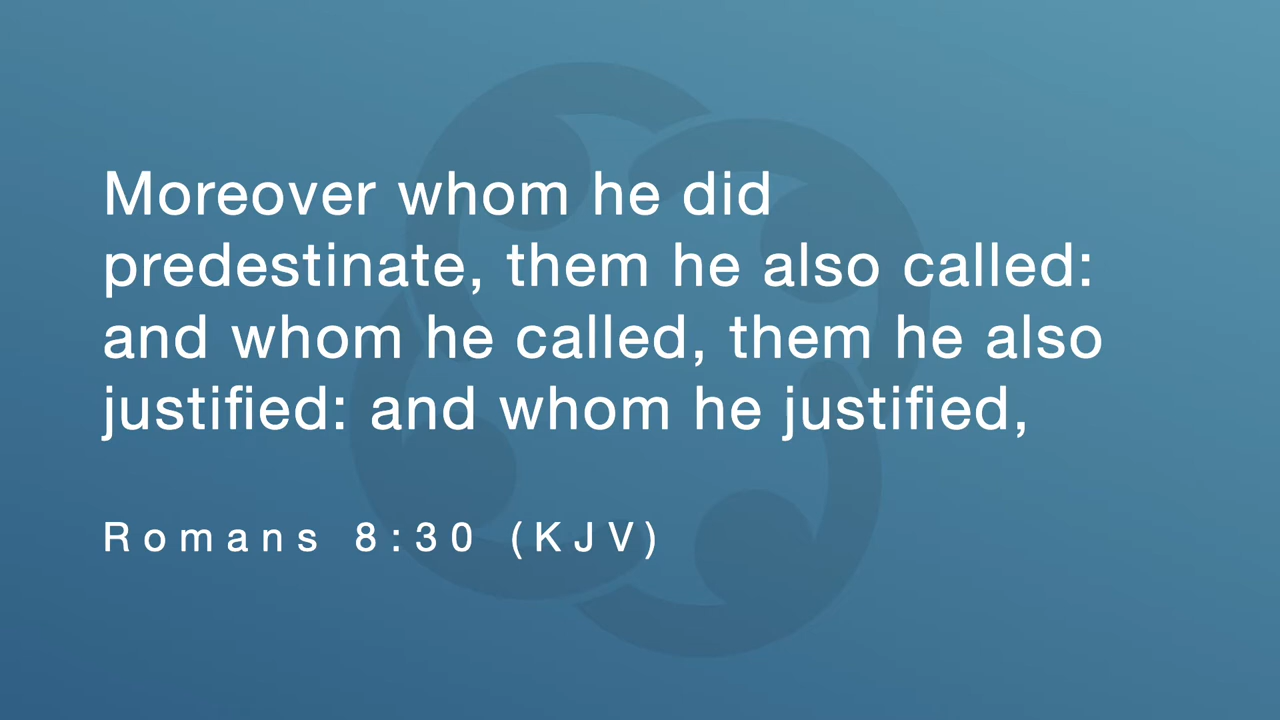 Moreover whom he did
predestinate, them he also called:
and whom he called, them he also
justified: and whom he justified,
Romans 8:30 (KJV)